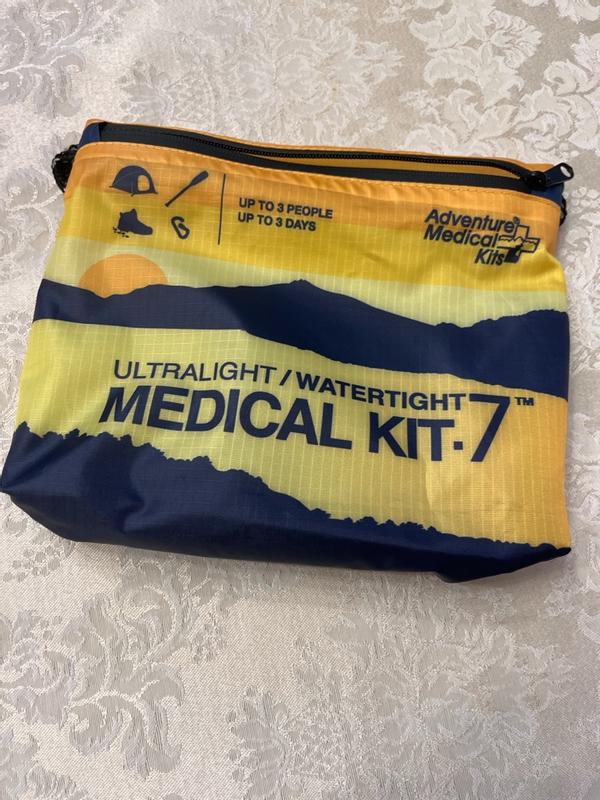 UP TO 3 PEOPLE
UP TO 3 DAYS
Adventure®
Medical
Kits
ULTRALIGHT / WATERTIGHT
MEDICAL KIT.7™